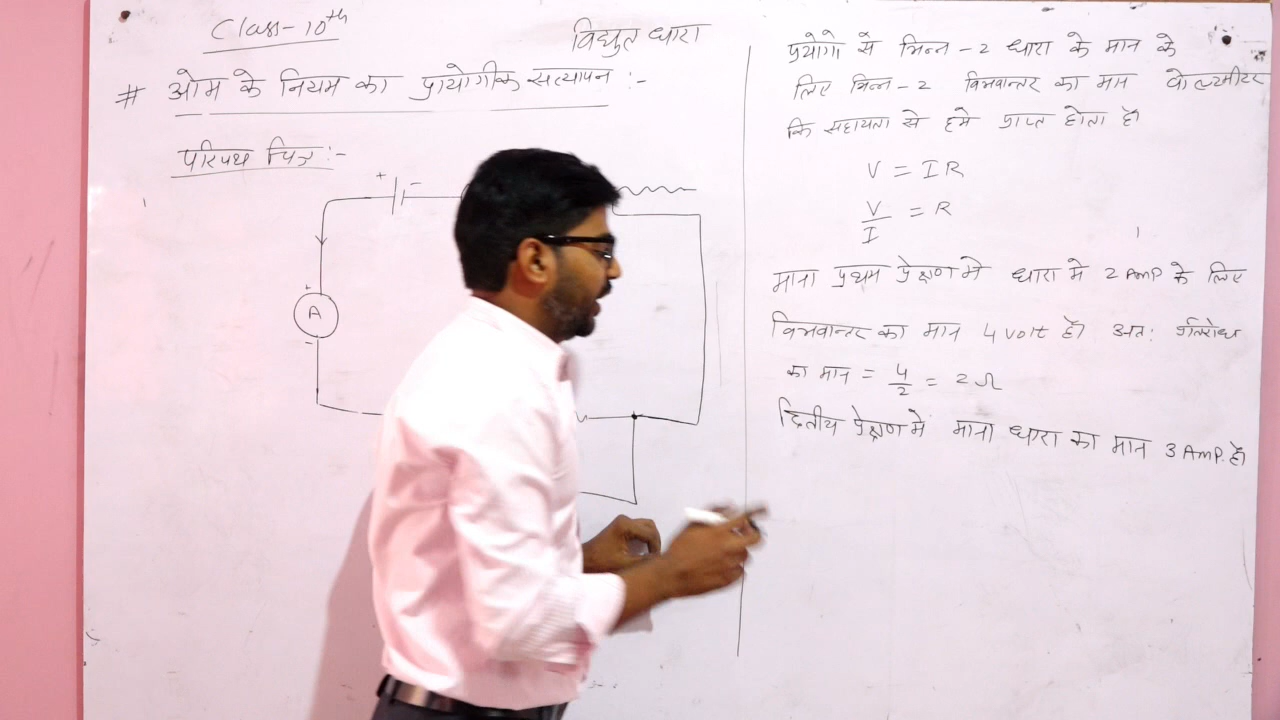 Class-10th
विद्युत धारा
# ओम के नियम का प्रायोगीक सत्यापन :-
परिपथ चित्र:-
+ -
+
A
-
प्रयोगो से भिन्न-2 धारा के मान के
लिए भिन्न-2 विभवान्तर का मान वोल्टमीटर
कि सहायता से हमे प्राप्त होता है।
V = IR
V/I = R
माना प्रथम प्रेक्षण मे धारा मे 2 Amp के लिए
विभवान्तर का मान 4 Volt है। अत: प्रतिरोध
का मान = 4/2 = 2 Ω
द्वितीय प्रेक्षण मे माना धारा का मान 3 Amp. है।